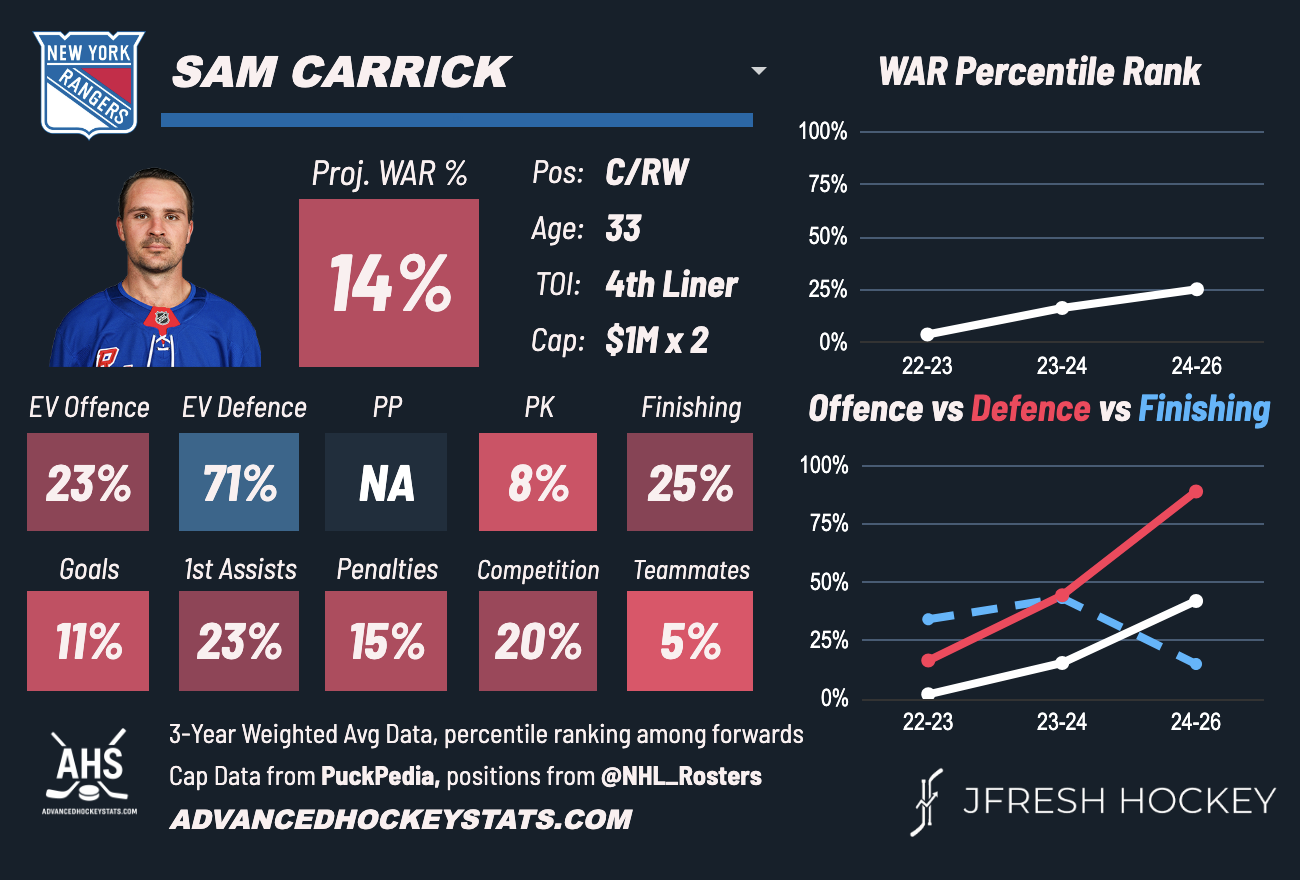 NEW YORK
RANGERS
SAM CARRICK
Proj. WAR %
14%
Pos: C/RW
Age: 33
TOI: 4th Liner
Cap: $1M x 2
EV Offence EV Defence PP PK Finishing
23% 71% NA 8% 25%
Goals 1st Assists Penalties Competition Teammates
11% 23% 15% 20% 5%
AHS
ADVANCEDHOCKEYSTATS.COM
3-Year Weighted Avg Data, percentile ranking among forwards
Cap Data from PuckPedia, positions from @NHL_Rosters
ADVANCEDHOCKEYSTATS.COM
WAR Percentile Rank
100%
75%
50%
25%
0%
22-23 23-24 24-26
Offence vs Defence vs Finishing
100%
75%
50%
25%
0%
22-23 23-24 24-26
JFRESH HOCKEY